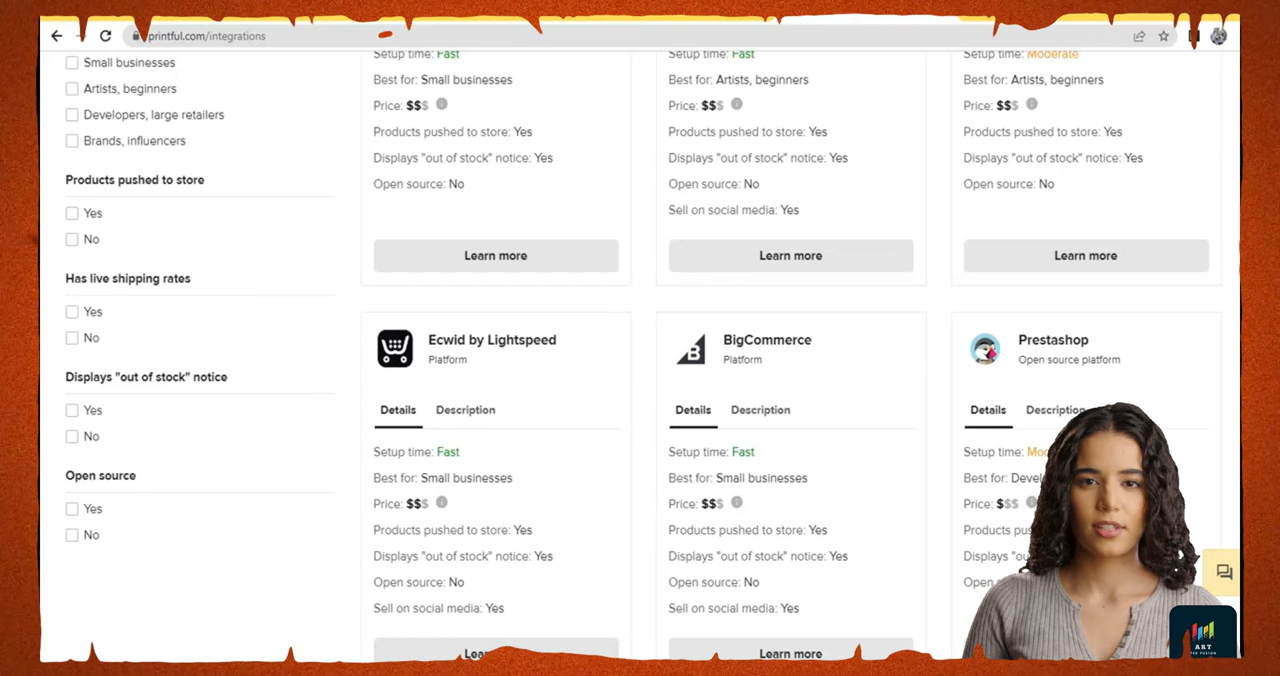 printful.com/integrations
Small businesses
Artists, beginners
Developers, large retailers
Brands, influencers
Products pushed to store
Yes
No
Has live shipping rates
Yes
No
Displays "out of stock" notice
Yes
No
Open source
Yes
No
Setup time: Fast
Best for: Small businesses
Price: $$$
Products pushed to store: Yes
Displays "out of stock" notice: Yes
Open source: No
Learn more
Setup time: Fast
Best for: Artists, beginners
Price: $$$
Products pushed to store: Yes
Displays "out of stock" notice: Yes
Open source: No
Sell on social media: Yes
Learn more
Setup time: Moderate
Best for: Artists, beginners
Price: $$$
Products pushed to store: Yes
Displays "out of stock" notice: Yes
Open source: No
Learn more
Ecwid by Lightspeed
Platform
Details Description
Setup time: Fast
Best for: Small businesses
Price: $$$
Products pushed to store: Yes
Displays "out of stock" notice: Yes
Open source: No
Sell on social media: Yes
BigCommerce
Platform
Details Description
Setup time: Fast
Best for: Small businesses
Price: $$$
Products pushed to store: Yes
Displays "out of stock" notice: Yes
Open source: No
Sell on social media: Yes
Learn more
Prestashop
Open source platform
Details Description
Setup time:
Best for:
Price: $$$
Products
Open
ART